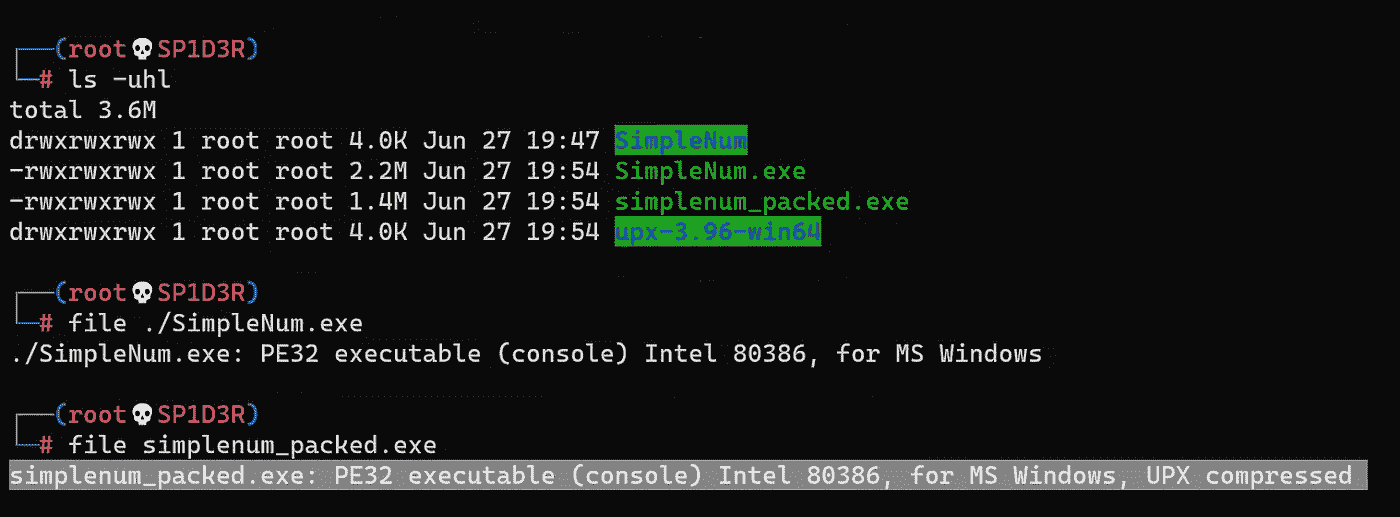 ┌──(root💀SP1D3R)
└─# ls -uhl
total 3.6M
drwxrwxrwx 1 root root 4.0K Jun 27 19:47 SimpleNum
-rwxrwxrwx 1 root root 2.2M Jun 27 19:54 SimpleNum.exe
-rwxrwxrwx 1 root root 1.4M Jun 27 19:54 simplenum_packed.exe
drwxrwxrwx 1 root root 4.0K Jun 27 19:54 upx-3.96-win64
┌──(root💀SP1D3R)
└─# file ./SimpleNum.exe
./SimpleNum.exe: PE32 executable (console) Intel 80386, for MS Windows
┌──(root💀SP1D3R)
└─# file simplenum_packed.exe
simplenum_packed.exe: PE32 executable (console) Intel 80386, for MS Windows, UPX compressed